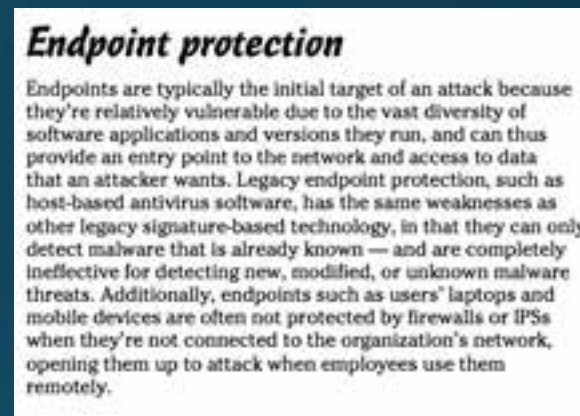 Endpoint protection
Endpoints are typically the initial target of an attack because
they're relatively vulnerable due to the vast diversity of
software applications and versions they run, and can thus
provide an entry point to the network and access to data
that an attacker wants. Legacy endpoint protection, such as
host-based antivirus software, has the same weaknesses as
other legacy signature-based technology, in that they can only
detect malware that is already known — and are completely
ineffective for detecting new, modified, or unknown malware
threats. Additionally, endpoints such as users' laptops and
mobile devices are often not protected by firewalls or IPSs
when they're not connected to the organization's network,
opening them up to attack when employees use them
remotely.